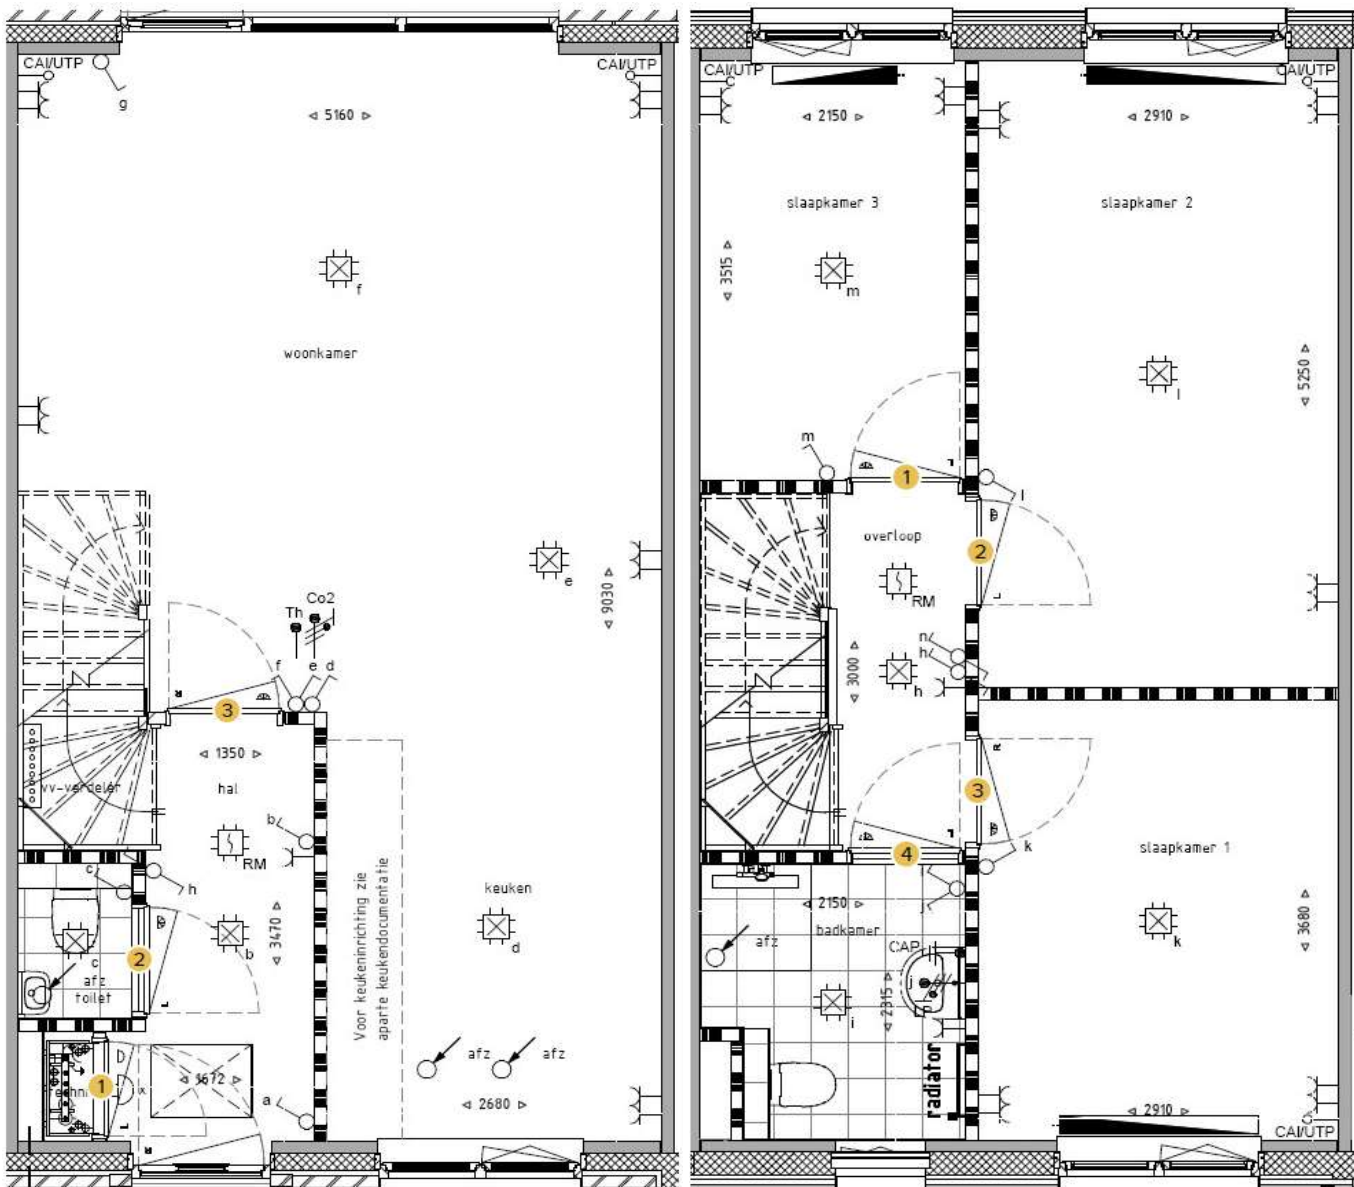 CAI/UTP
g
CAI/UTP
◁ 5160 ▷
f
woonkamer
e
◁ 9030 ▷
Th
Co2
f
e
d
R
3
◁ 1350 ▷
vv-verdeler
hal
b
RM
c
h
◁ 3470 ▷
b
c
2
afz
toilet
L
Voor keukeninrichting zie
aparte keukendocumentatie
keuken
d
afz
afz
1
x
◁ 1672 ▷
a
◁ 2680 ▷
L
R
CAI/UTP
CAI/UTP
◁ 2150 ▷
◁ 2910 ▷
slaapkamer 3
slaapkamer 2
◁ 3515 ▷
m
l
◁ 5250 ▷
m
L
1
l
overloop
2
L
RM
n
h
◁ 3000 ▷
h
R
3
L
4
k
slaapkamer 1
◁ 2150 ▷
badkamer
afz
CAP
j
i
◁ 2315 ▷
k
◁ 3680 ▷
radiator
◁ 2910 ▷
CAI/UTP